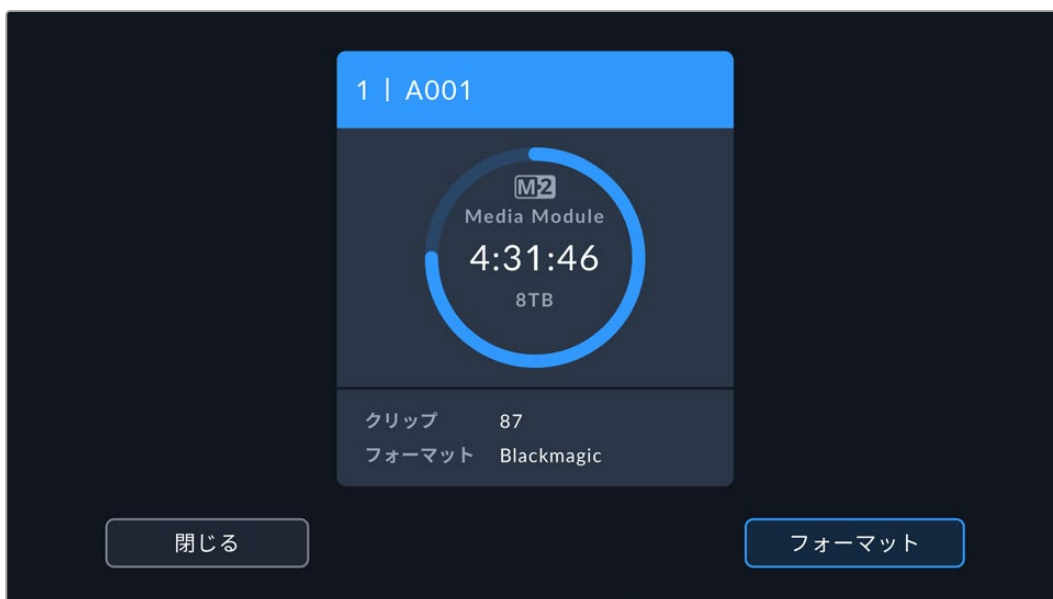 1 | A001
M2
Media Module
4:31:46
8TB
クリップ 87
フォーマット Blackmagic
閉じる フォーマット